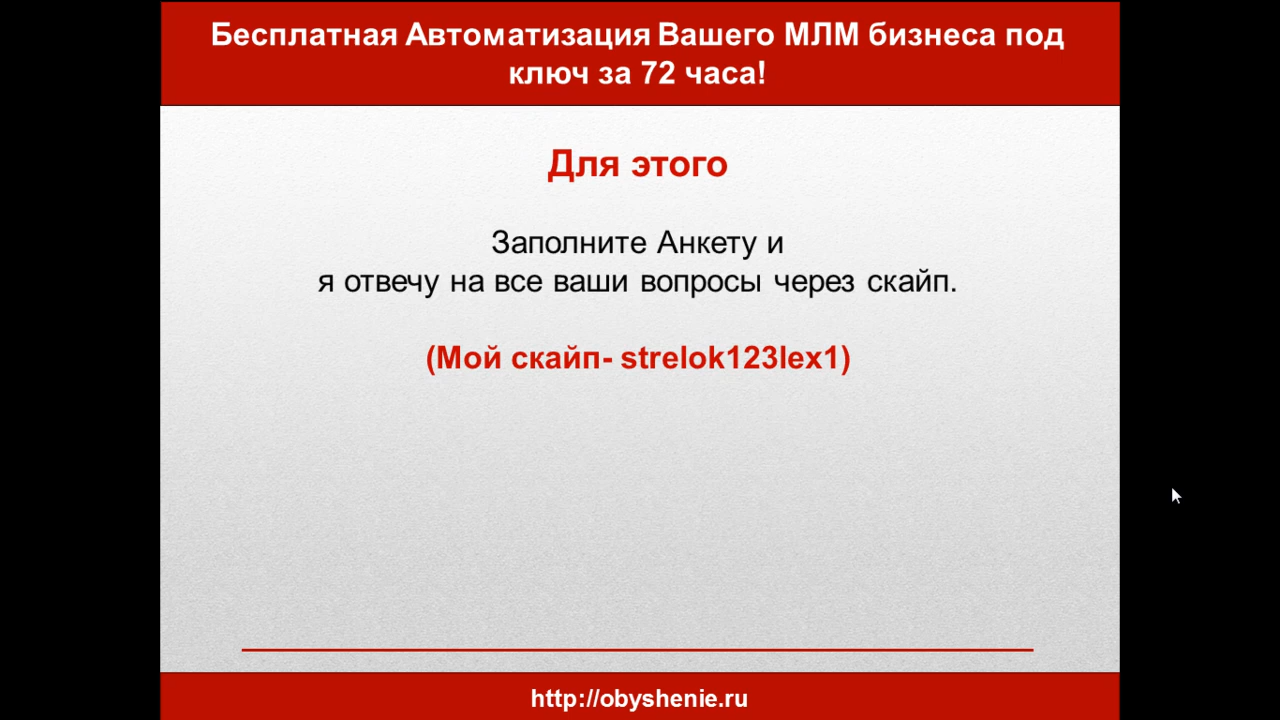 Бесплатная Автоматизация Вашего МЛМ бизнеса под
ключ за 72 часа!
Для этого
Заполните Анкету и
я отвечу на все ваши вопросы через скайп.
(Мой скайп- strelok123lex1)
http://obyshenie.ru